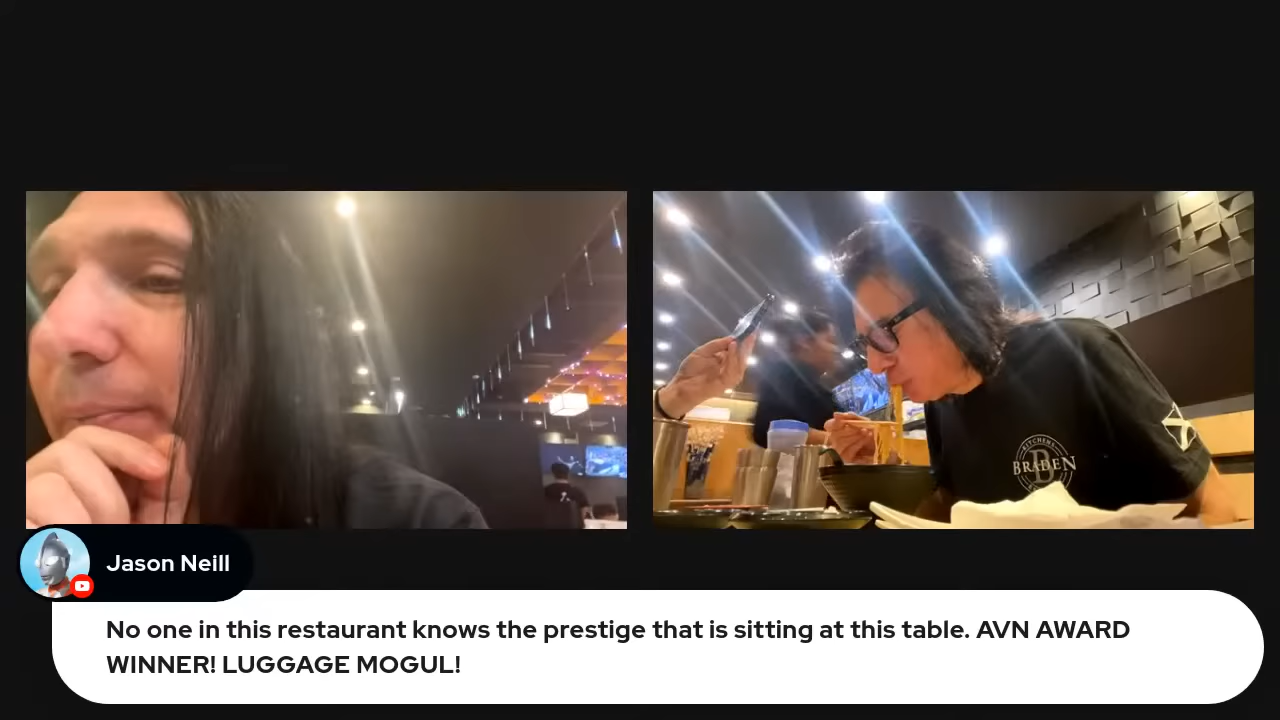 KITCHENS
BRADEN
D
Jason Neill
No one in this restaurant knows the prestige that is sitting at this table. AVN AWARD
WINNER! LUGGAGE MOGUL!